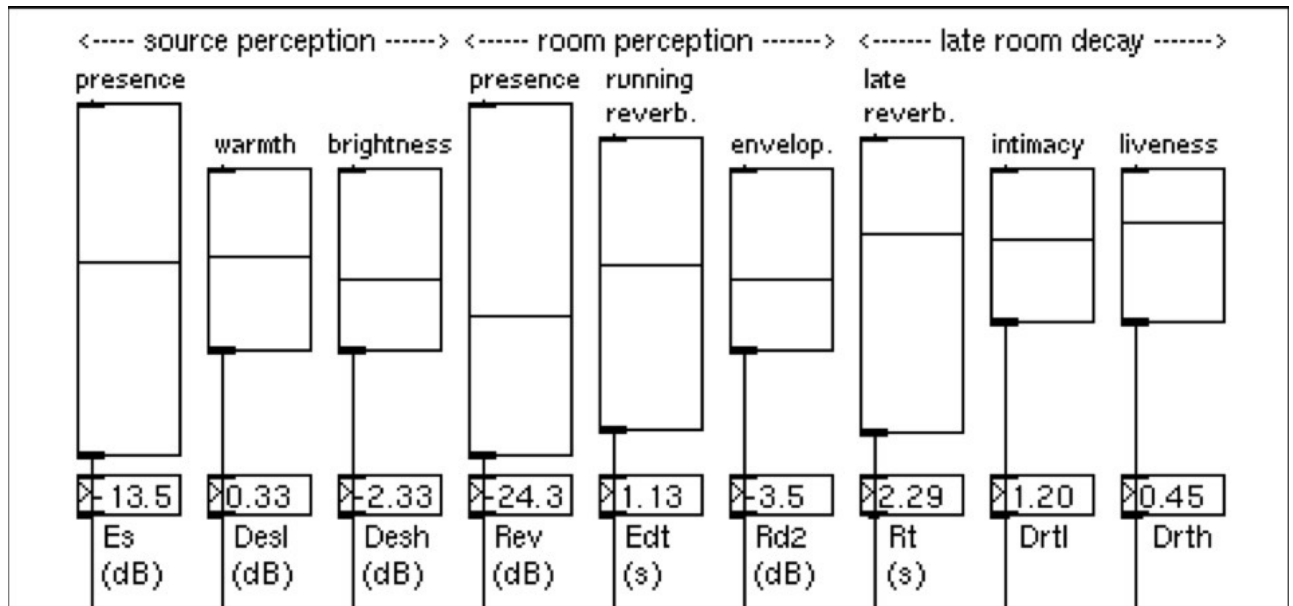 <----- source perception -----> <----- room perception ------> <------ late room decay ------>
presence presence running late
reverb. reverb.
warmth brightness envelop. intimacy liveness
-13.5 0.33 -2.33 -24.3 1.13 -3.5 2.29 1.20 0.45
Es Desl Desh Rev Edt Rd2 Rt Drtl Drth
(dB) (dB) (dB) (dB) (s) (dB) (s)